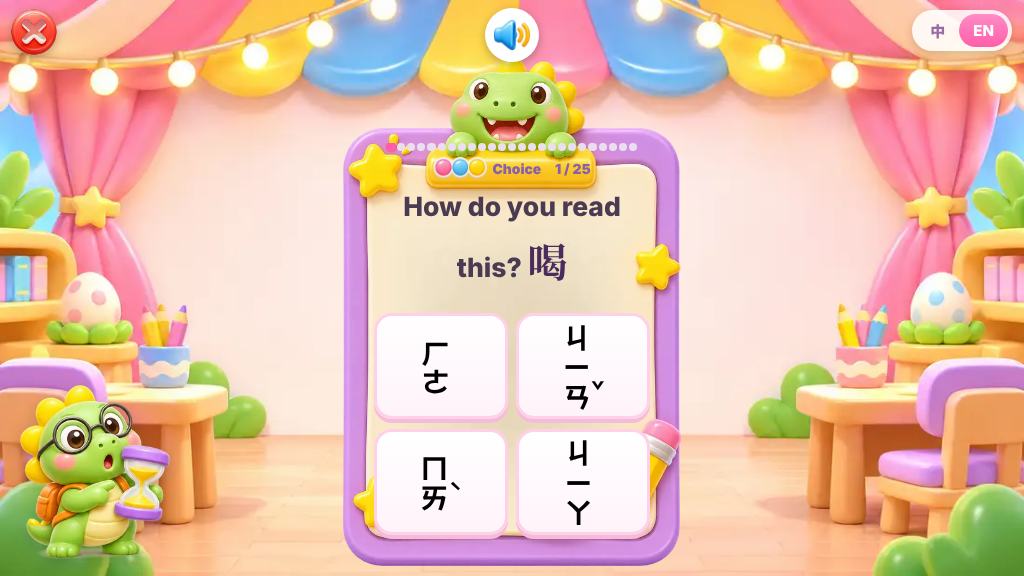 中 EN
Choice 1/25
How do you read
this? 喝
ㄏㄜ
ㄐㄧㄢˇ
ㄇㄞˋ
ㄐㄧㄚ